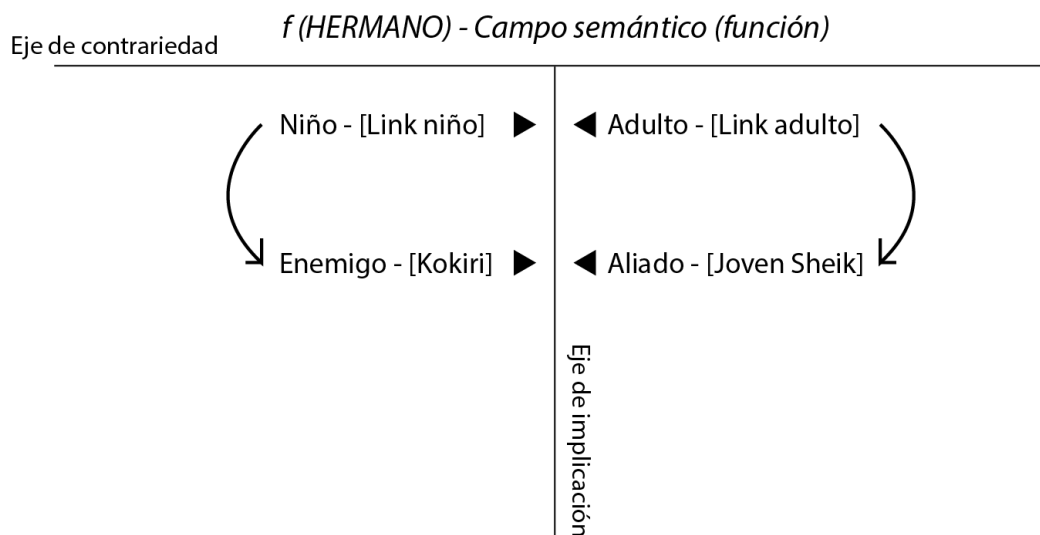 f (HERMANO) - Campo semántico (función)
Eje de contrariedad
Niño - [Link niño]
Adulto - [Link adulto]
Enemigo - [Kokiri]
Aliado - [Joven Sheik]
Eje de implicación